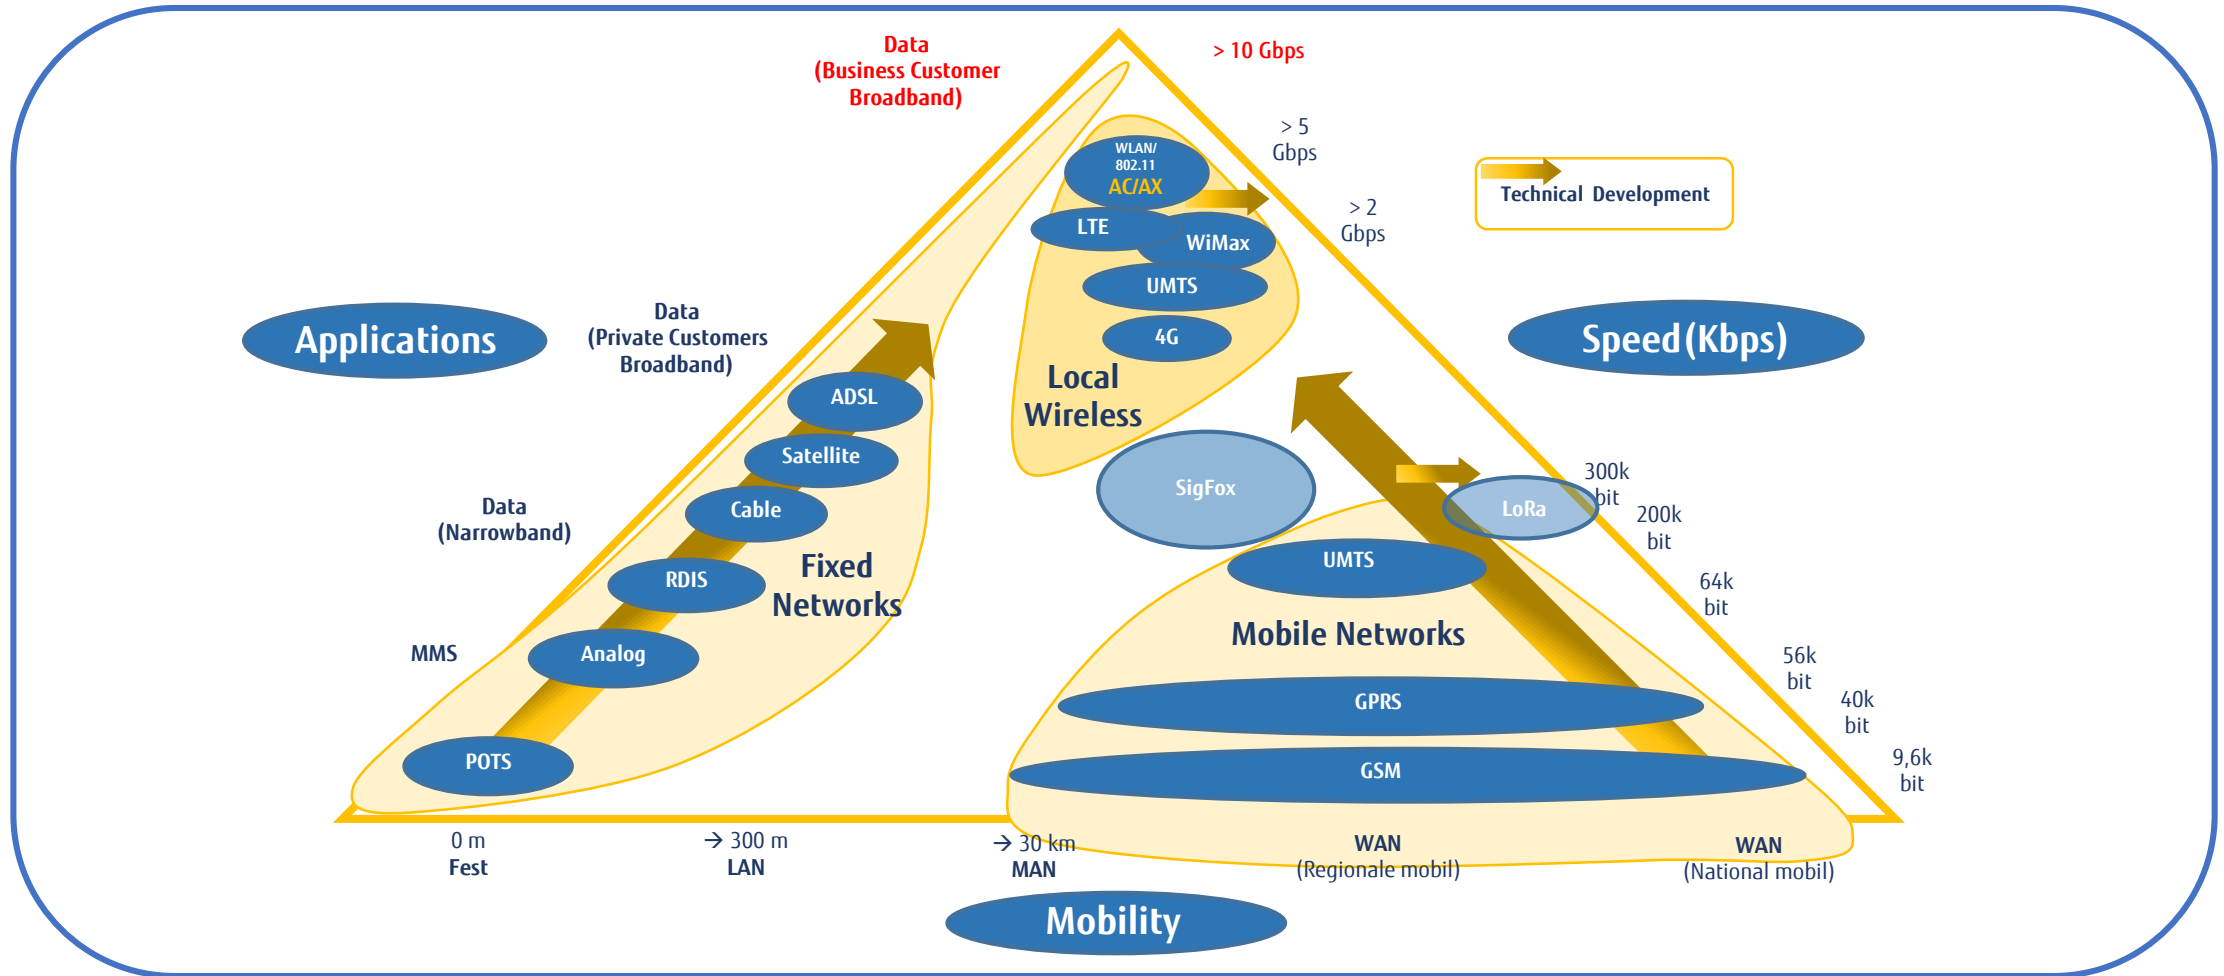 Data
(Business Customer
Broadband)
> 10 Gbps
> 5
Gbps
> 2
Gbps
Technical Development
WLAN/
802.11
AC/AX
LTE
WiMax
UMTS
4G
Local
Wireless
Applications
Data
(Private Customers
Broadband)
Speed (Kbps)
ADSL
Satellite
Cable
RDIS
Analog
POTS
Fixed
Networks
Data
(Narrowband)
MMS
SigFox
LoRa
UMTS
Mobile Networks
GPRS
GSM
300k
bit
200k
bit
64k
bit
56k
bit
40k
bit
9,6k
bit
0 m
Fest
→ 300 m
LAN
→ 30 km
MAN
WAN
(Regionale mobil)
WAN
(National mobil)
Mobility